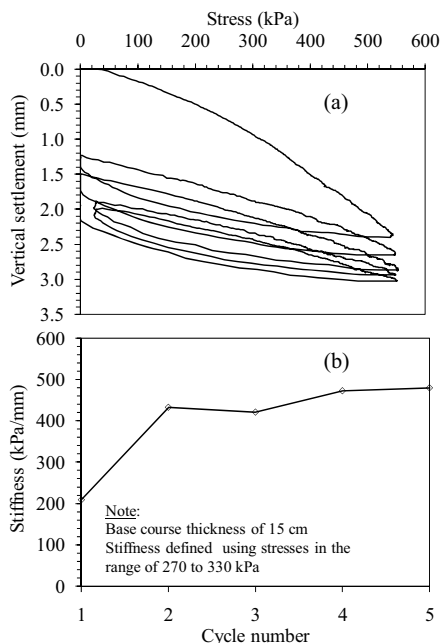 Stress (kPa)
0 100 200 300 400 500 600
0.0
0.5
1.0
1.5
2.0
2.5
3.0
3.5
Vertical settlement (mm)
(a)
600
500
400
300
200
100
0
Stiffness (kPa/mm)
(b)
Note:
Base course thickness of 15 cm
Stiffness defined using stresses in the
range of 270 to 330 kPa
1 2 3 4 5
Cycle number